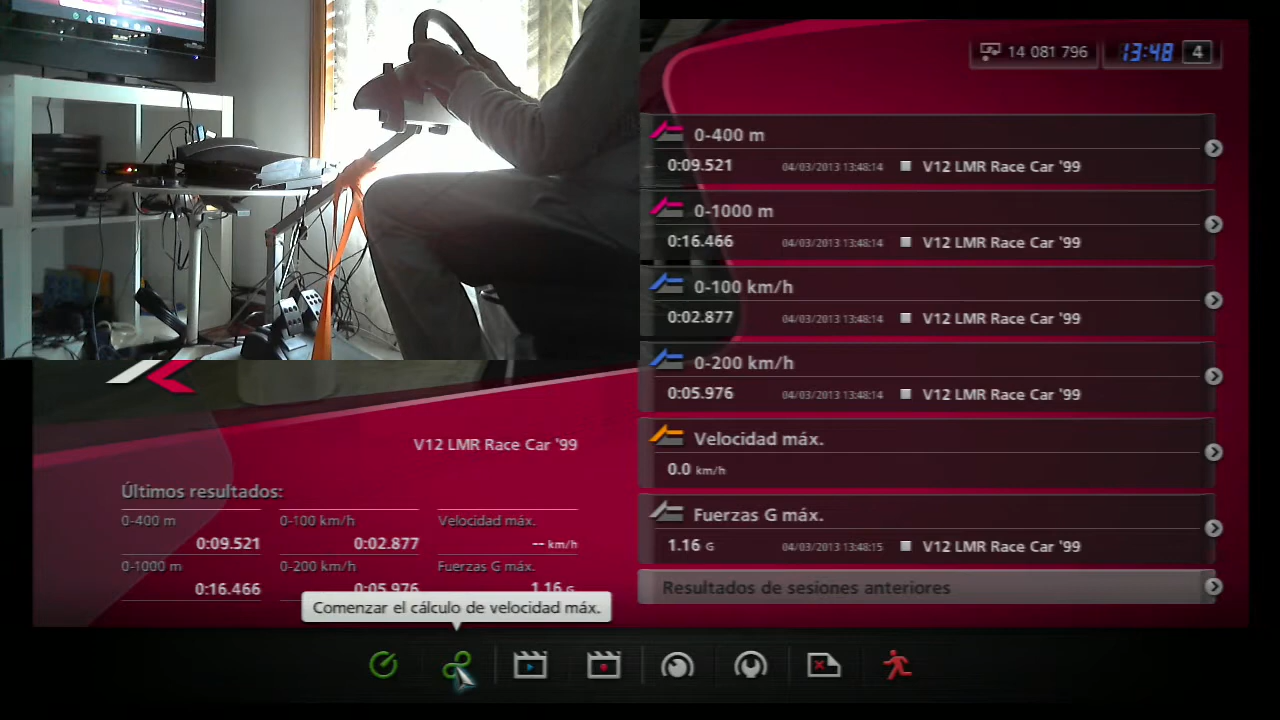 14 081 796
13:48 4
0-400 m
0:09.521 04/03/2013 13:48:14 V12 LMR Race Car '99
0-1000 m
0:16.466 04/03/2013 13:48:14 V12 LMR Race Car '99
0-100 km/h
0:02.877 04/03/2013 13:48:14 V12 LMR Race Car '99
0-200 km/h
0:05.976 04/03/2013 13:48:14 V12 LMR Race Car '99
Velocidad máx.
0.0 km/h
Fuerzas G máx.
1.16 G 04/03/2013 13:48:15 V12 LMR Race Car '99
Resultados de sesiones anteriores
V12 LMR Race Car '99
Últimos resultados:
0-400 m 0-100 km/h Velocidad máx.
0:09.521 0:02.877 -- km/h
0-1000 m 0-200 km/h Fuerzas G máx.
0:16.466 0:05.976 1.16 G
Comenzar el cálculo de velocidad máx.